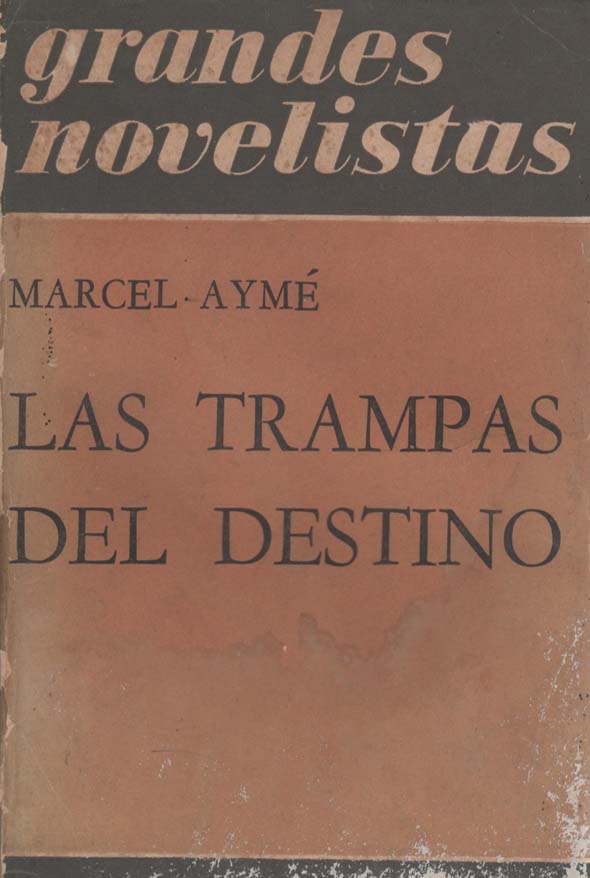 grandes
novelistas
MARCEL AYMÉ
LAS TRAMPAS
DEL DESTINO